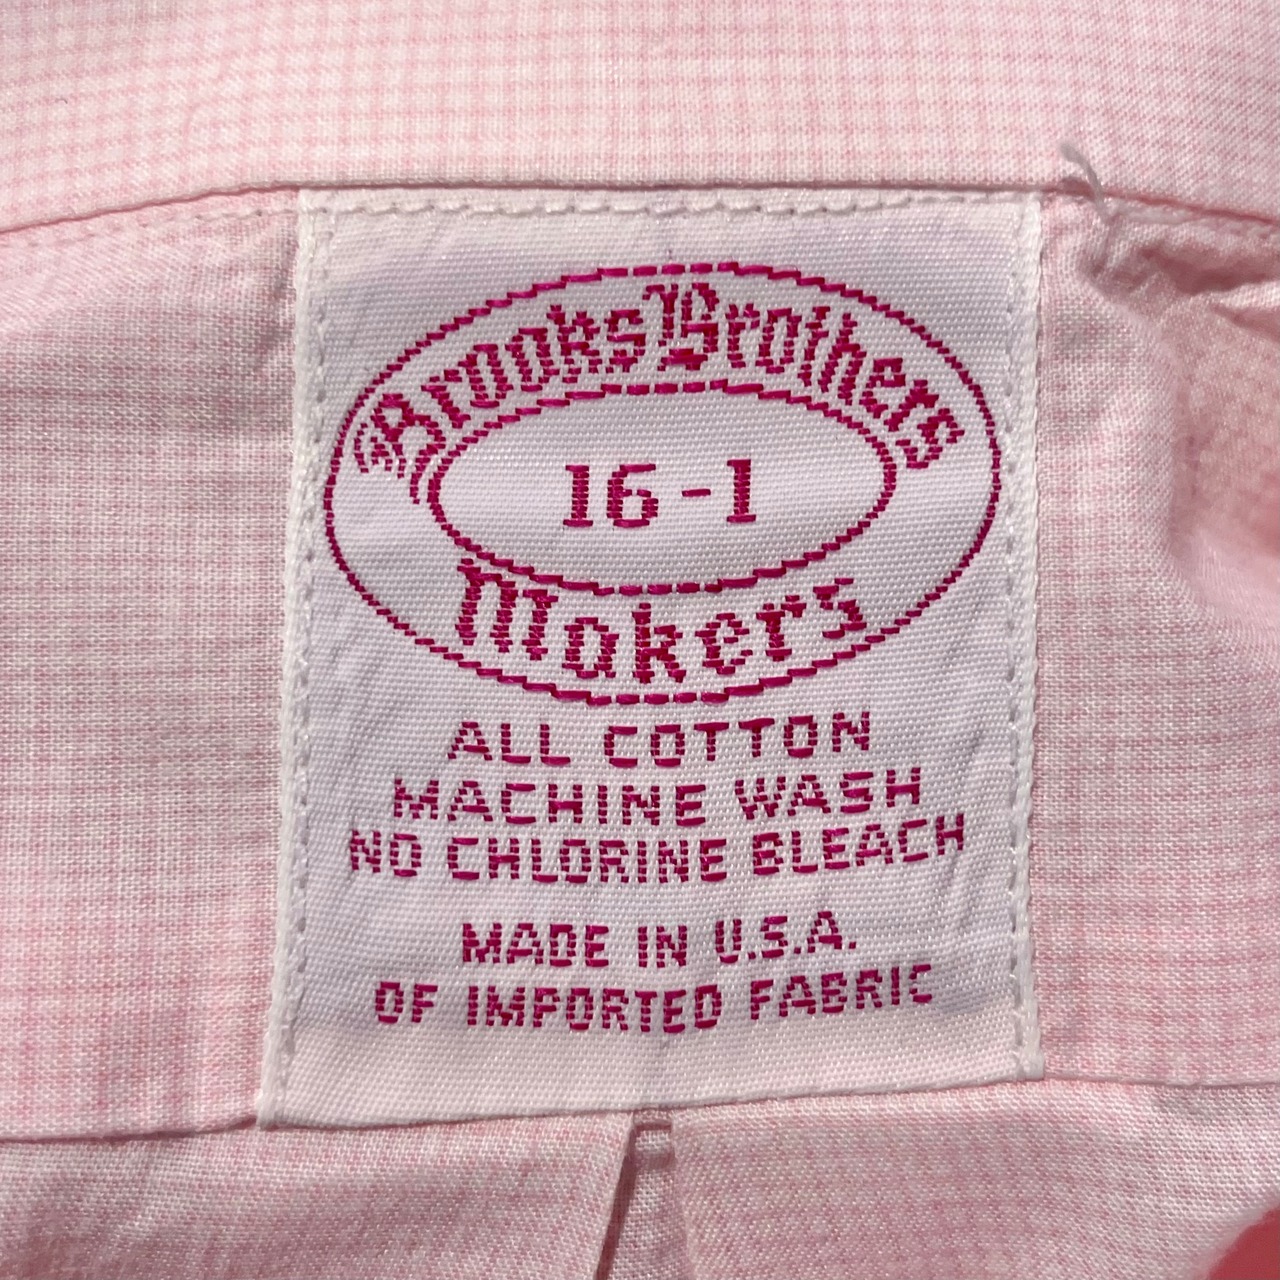 Brooks Brothers
16-1
Makers
ALL COTTON
MACHINE WASH
NO CHLORINE BLEACH
MADE IN U.S.A.
OF IMPORTED FABRIC